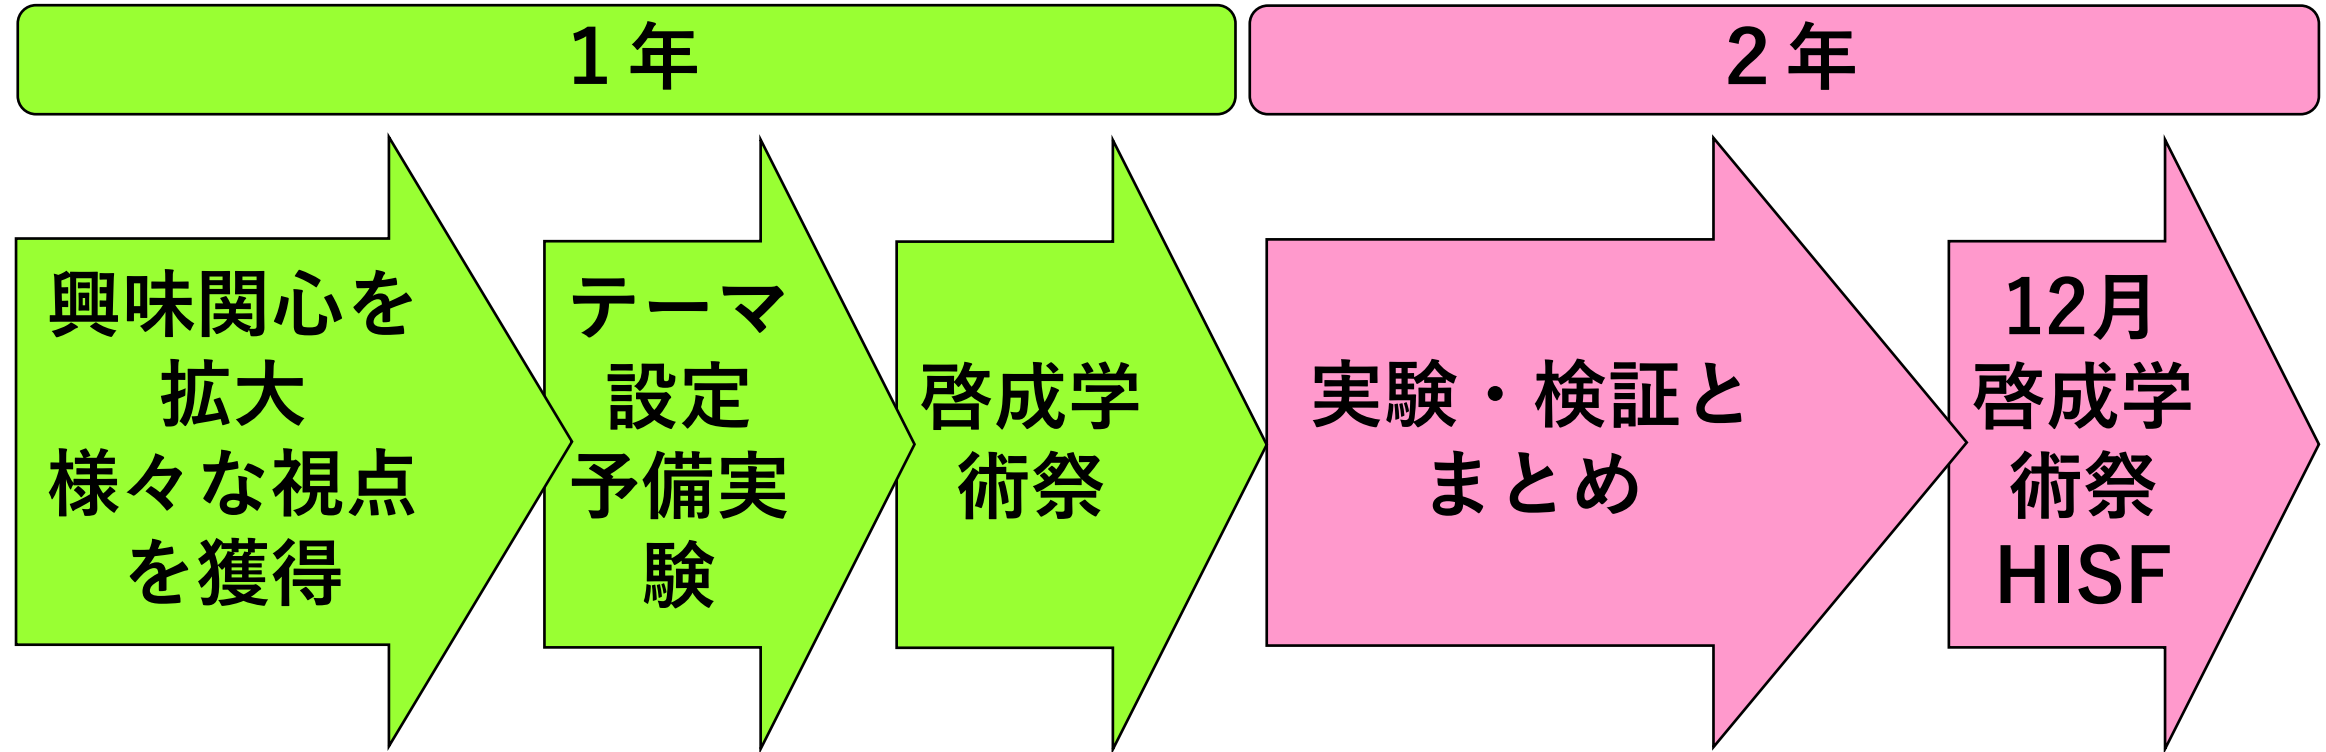 1年
2年
興味関心を
拡大
様々な視点
を獲得
テーマ
設定
予備実
験
啓成学
術祭
実験・検証と
まとめ
12月
啓成学
術祭
HISF